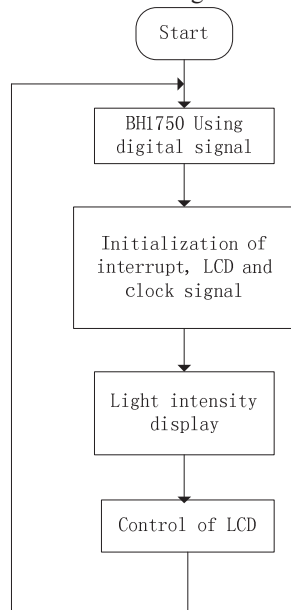 Start
BH1750 Using
digital signal
Initialization of
interrupt, LCD and
clock signal
Light intensity
display
Control of LCD